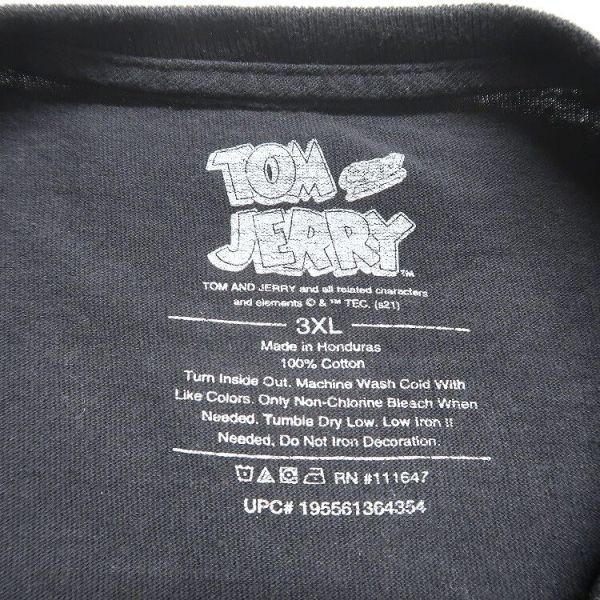 TOM and
JERRY™
TOM AND JERRY and all related characters
and elements © & ™ TEC. (s21)
3XL
Made in Honduras
100% Cotton
Turn Inside Out. Machine Wash Cold With
Like Colors. Only Non-Chlorine Bleach When
Needed. Tumble Dry Low. Low Iron If
Needed. Do Not Iron Decoration.
RN #111647
UPC# 195561364354